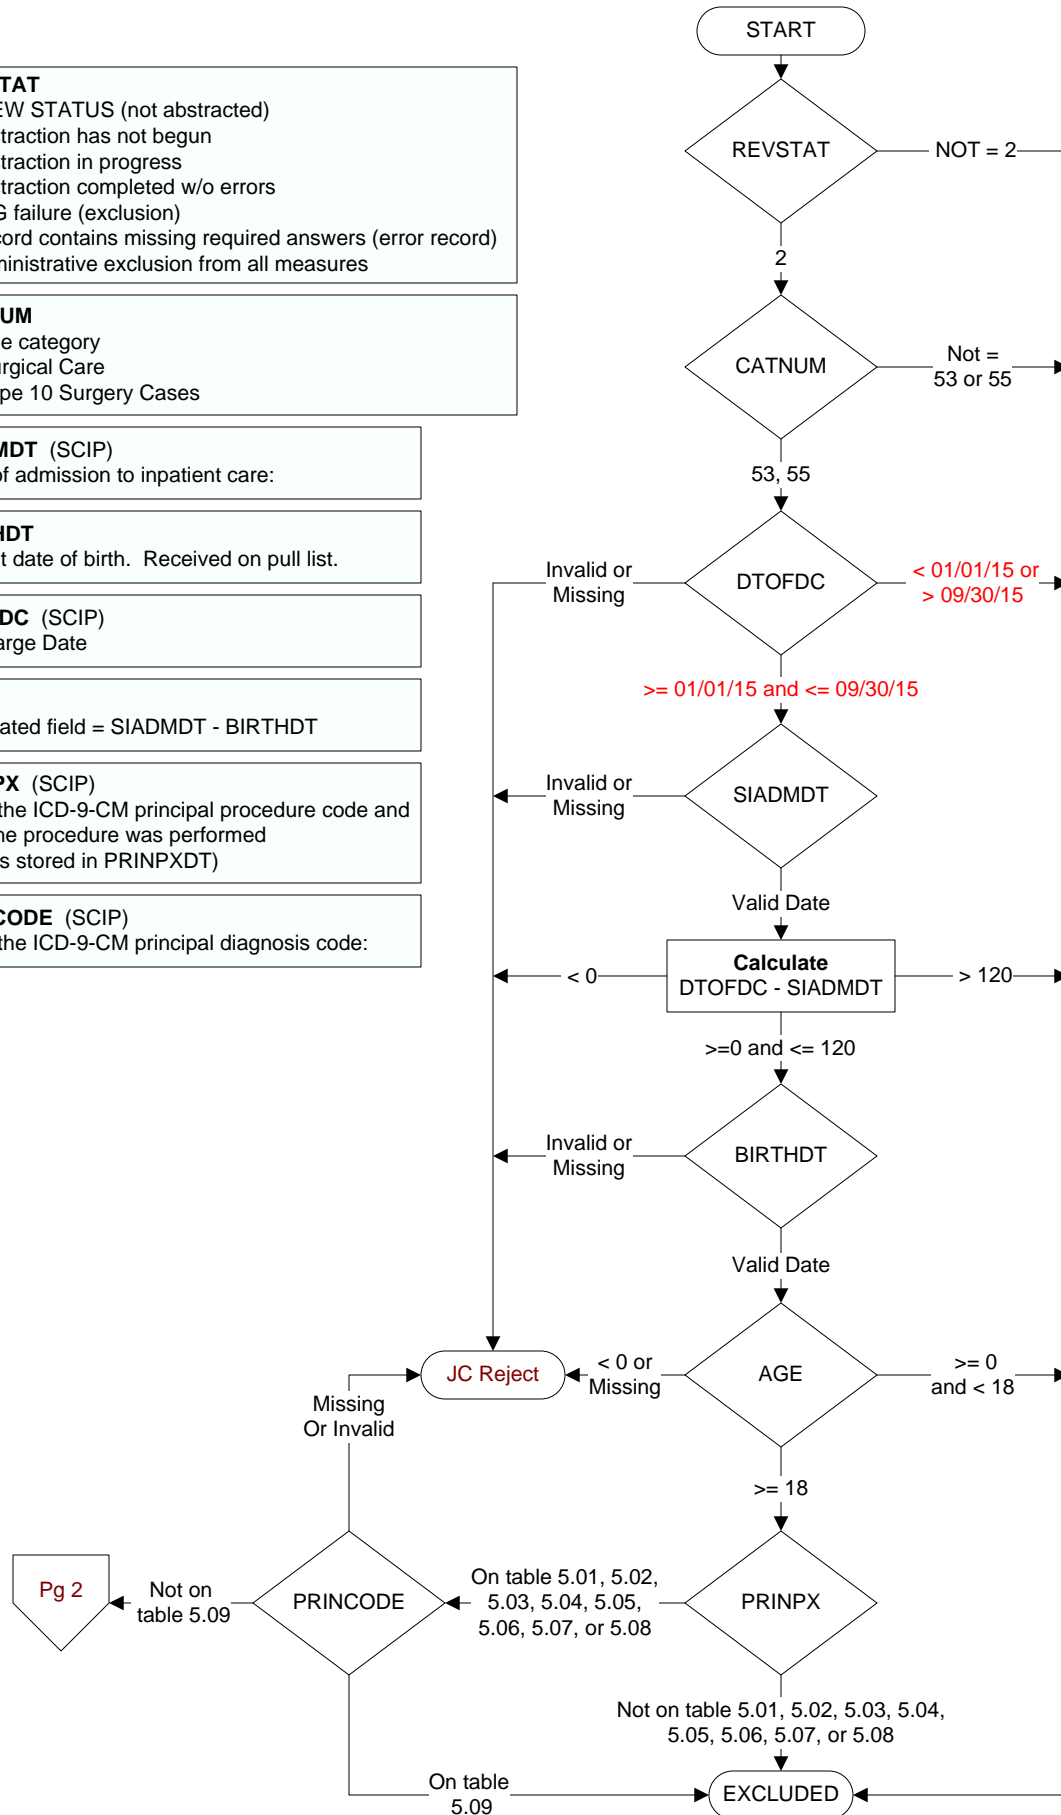 START
TAT
EW STATUS (not abstracted)
straction has not begun
straction in progress
straction completed w/o errors
G failure (exclusion)
cord contains missing required answers (error record)
ministrative exclusion from all measures
REVSTAT
NOT = 2
2
UM
e category
urgical Care
pe 10 Surgery Cases
CATNUM
Not =
53 or 55
53, 55
MDT (SCIP)
of admission to inpatient care:
HDT
t date of birth. Received on pull list.
DTOFDC
Invalid or
Missing
< 01/01/15 or
> 09/30/15
>= 01/01/15 and <= 09/30/15
DC (SCIP)
arge Date
ated field = SIADMDT - BIRTHDT
PX (SCIP)
the ICD-9-CM principal procedure code and
he procedure was performed
s stored in PRINPXDT)
CODE (SCIP)
the ICD-9-CM principal diagnosis code:
SIADMDT
Invalid or
Missing
Valid Date
Calculate
DTOFDC - SIADMDT
< 0
> 120
>=0 and <= 120
BIRTHDT
Invalid or
Missing
Valid Date
JC Reject
< 0 or
Missing
AGE
>= 0
and < 18
Missing
Or Invalid
>= 18
Pg 2
Not on
table 5.09
PRINCODE
On table 5.01, 5.02,
5.03, 5.04, 5.05,
5.06, 5.07, or 5.08
PRINPX
Not on table 5.01, 5.02, 5.03, 5.04,
5.05, 5.06, 5.07, or 5.08
On table
5.09
EXCLUDED